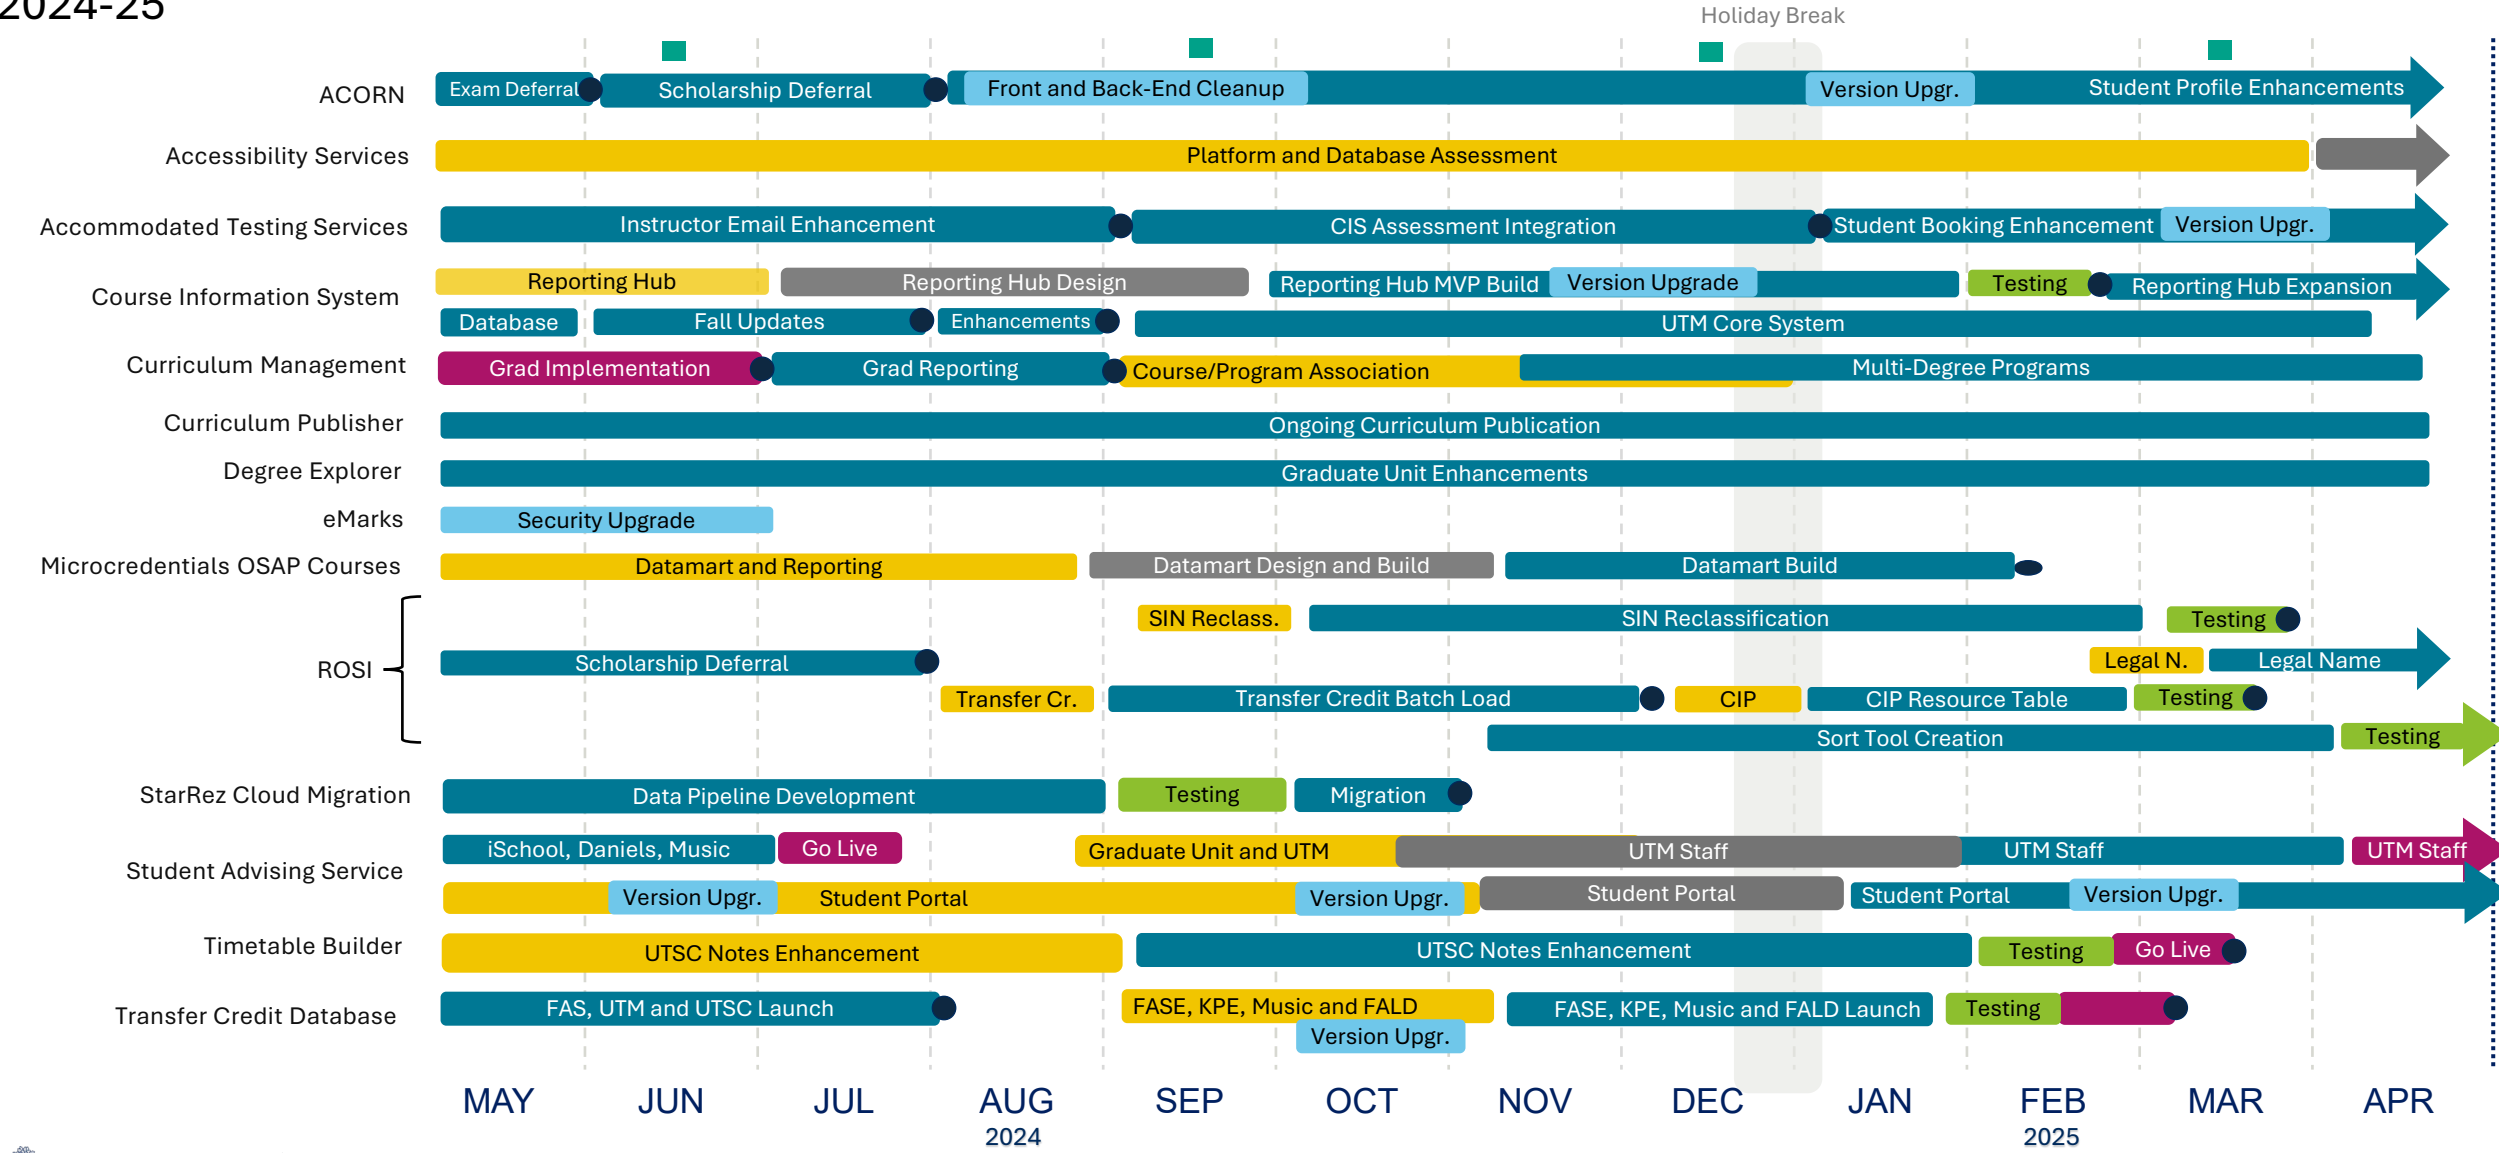 2024-25
Holiday Break
ACORN
Exam Deferral
Scholarship Deferral
Front and Back-End Cleanup
Version Upgr.
Student Profile Enhancements
Accessibility Services
Platform and Database Assessment
Accommodated Testing Services
Instructor Email Enhancement
CIS Assessment Integration
Student Booking Enhancement
Version Upgr.
Course Information System
Reporting Hub
Reporting Hub Design
Reporting Hub MVP Build
Version Upgrade
Testing
Reporting Hub Expansion
Database
Fall Updates
Enhancements
UTM Core System
Curriculum Management
Grad Implementation
Grad Reporting
Course/Program Association
Multi-Degree Programs
Curriculum Publisher
Ongoing Curriculum Publication
Degree Explorer
Graduate Unit Enhancements
eMarks
Security Upgrade
Microcredentials OSAP Courses
Datamart and Reporting
Datamart Design and Build
Datamart Build
ROSI
SIN Reclass.
SIN Reclassification
Testing
Scholarship Deferral
Legal N.
Legal Name
Transfer Cr.
Transfer Credit Batch Load
CIP
CIP Resource Table
Testing
Sort Tool Creation
Testing
StarRez Cloud Migration
Data Pipeline Development
Testing
Migration
Student Advising Service
iSchool, Daniels, Music
Go Live
Graduate Unit and UTM
UTM Staff
UTM Staff
UTM Staff
Version Upgr.
Student Portal
Version Upgr.
Student Portal
Student Portal
Version Upgr.
Timetable Builder
UTSC Notes Enhancement
UTSC Notes Enhancement
Testing
Go Live
Transfer Credit Database
FAS, UTM and UTSC Launch
FASE, KPE, Music and FALD
Version Upgr.
FASE, KPE, Music and FALD Launch
Testing
MAY
JUN
JUL
AUG
SEP
OCT
NOV
DEC
JAN
FEB
MAR
APR
2024
2025